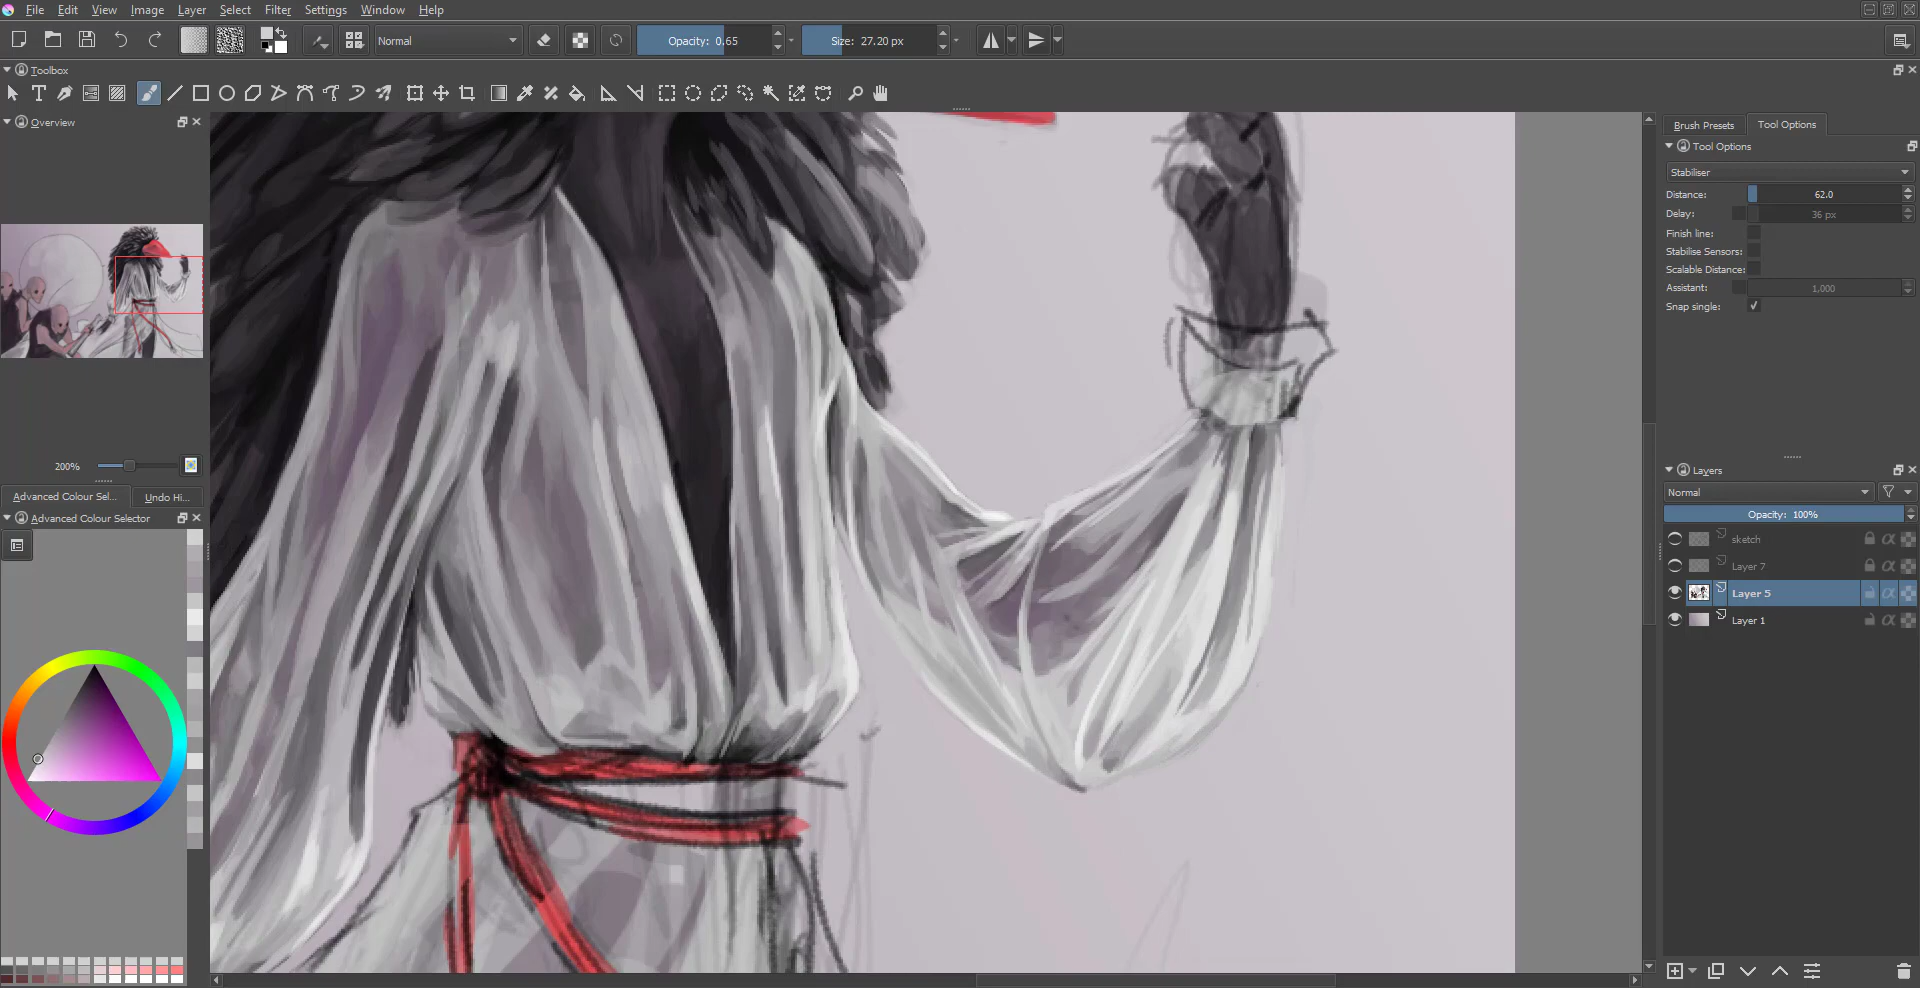 File Edit View Image Layer Select Filter Settings Window Help
Normal Opacity: 0.65 Size: 27.20 px
Toolbox
Overview
200%
Advanced Colour Sel... Undo Hi...
Advanced Colour Selector
Brush Presets Tool Options
Tool Options
Stabiliser
Distance: 62.0
Delay: 36 px
Finish line:
Stabilise Sensors:
Scalable Distance:
Assistant: 1,000
Snap single:
Layers
Normal
Opacity: 100%
sketch
Layer 7
Layer 5
Layer 1